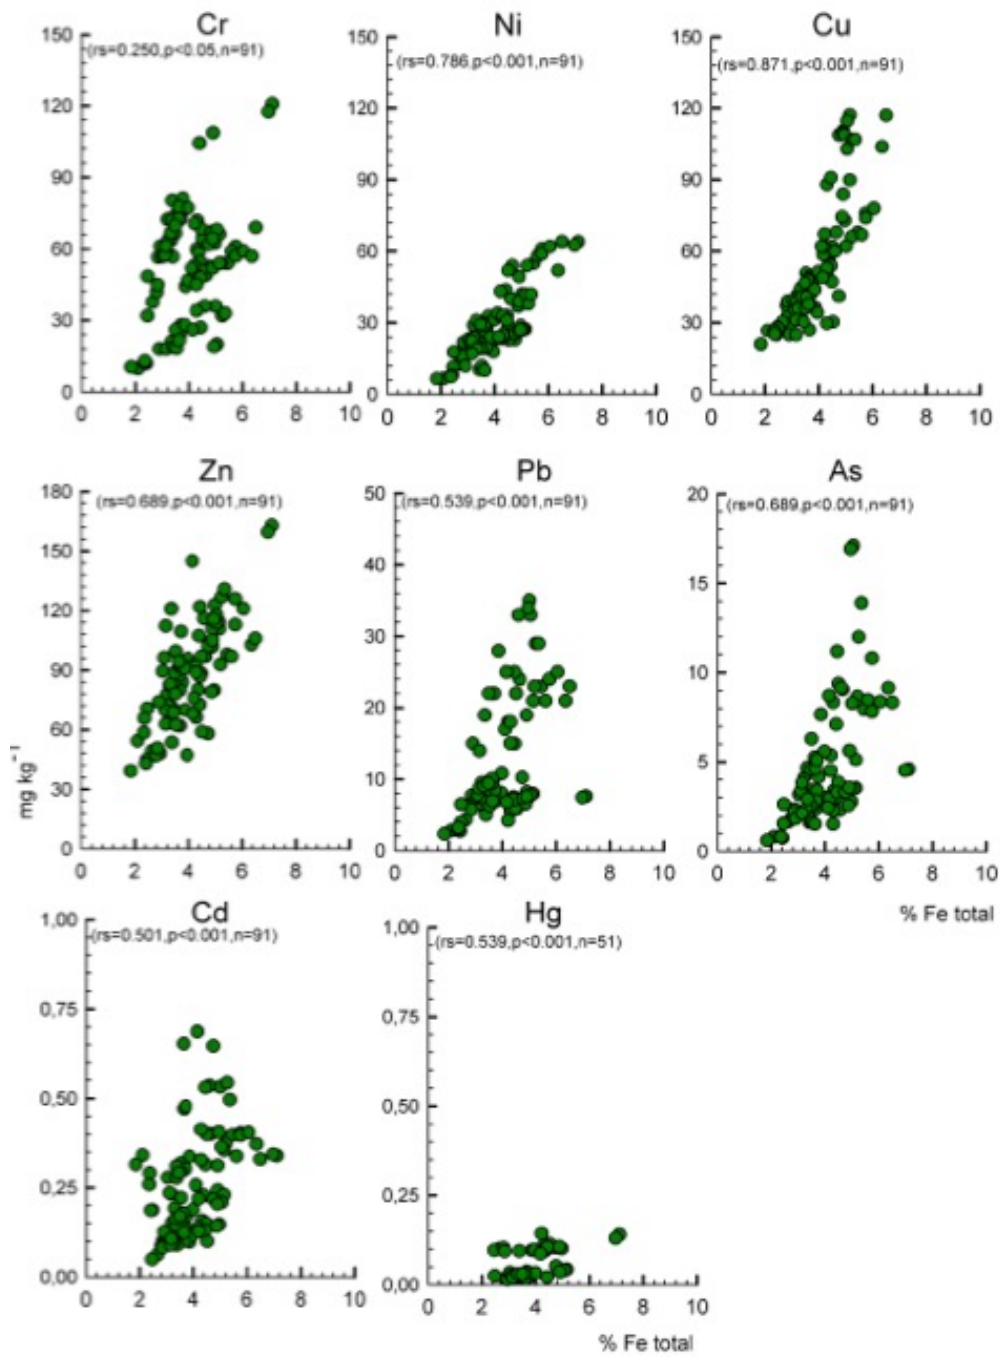 Cr Ni Cu
(rs=0.250,p<0.05,n=91) (rs=0.786,p<0.001,n=91) (rs=0.871,p<0.001,n=91)
150 150 150
120 120 120
90 90 90
60 60 60
30 30 30
0 0 0
0 2 4 6 8 10 0 2 4 6 8 10 0 2 4 6 8 10
Zn Pb As
(rs=0.689,p<0.001,n=91) (rs=0.539,p<0.001,n=91) (rs=0.689,p<0.001,n=91)
180 50 20
150 40 15
120 30 10
90 20 5
60 10 0
30 0
0
mg kg⁻¹
0 2 4 6 8 10 0 2 4 6 8 10 0 2 4 6 8 10
% Fe total
Cd Hg
(rs=0.501,p<0.001,n=91) (rs=0.539,p<0.001,n=51)
1,00 1,00
0,75 0,75
0,50 0,50
0,25 0,25
0,00 0,00
0 2 4 6 8 10 0 2 4 6 8 10
% Fe total